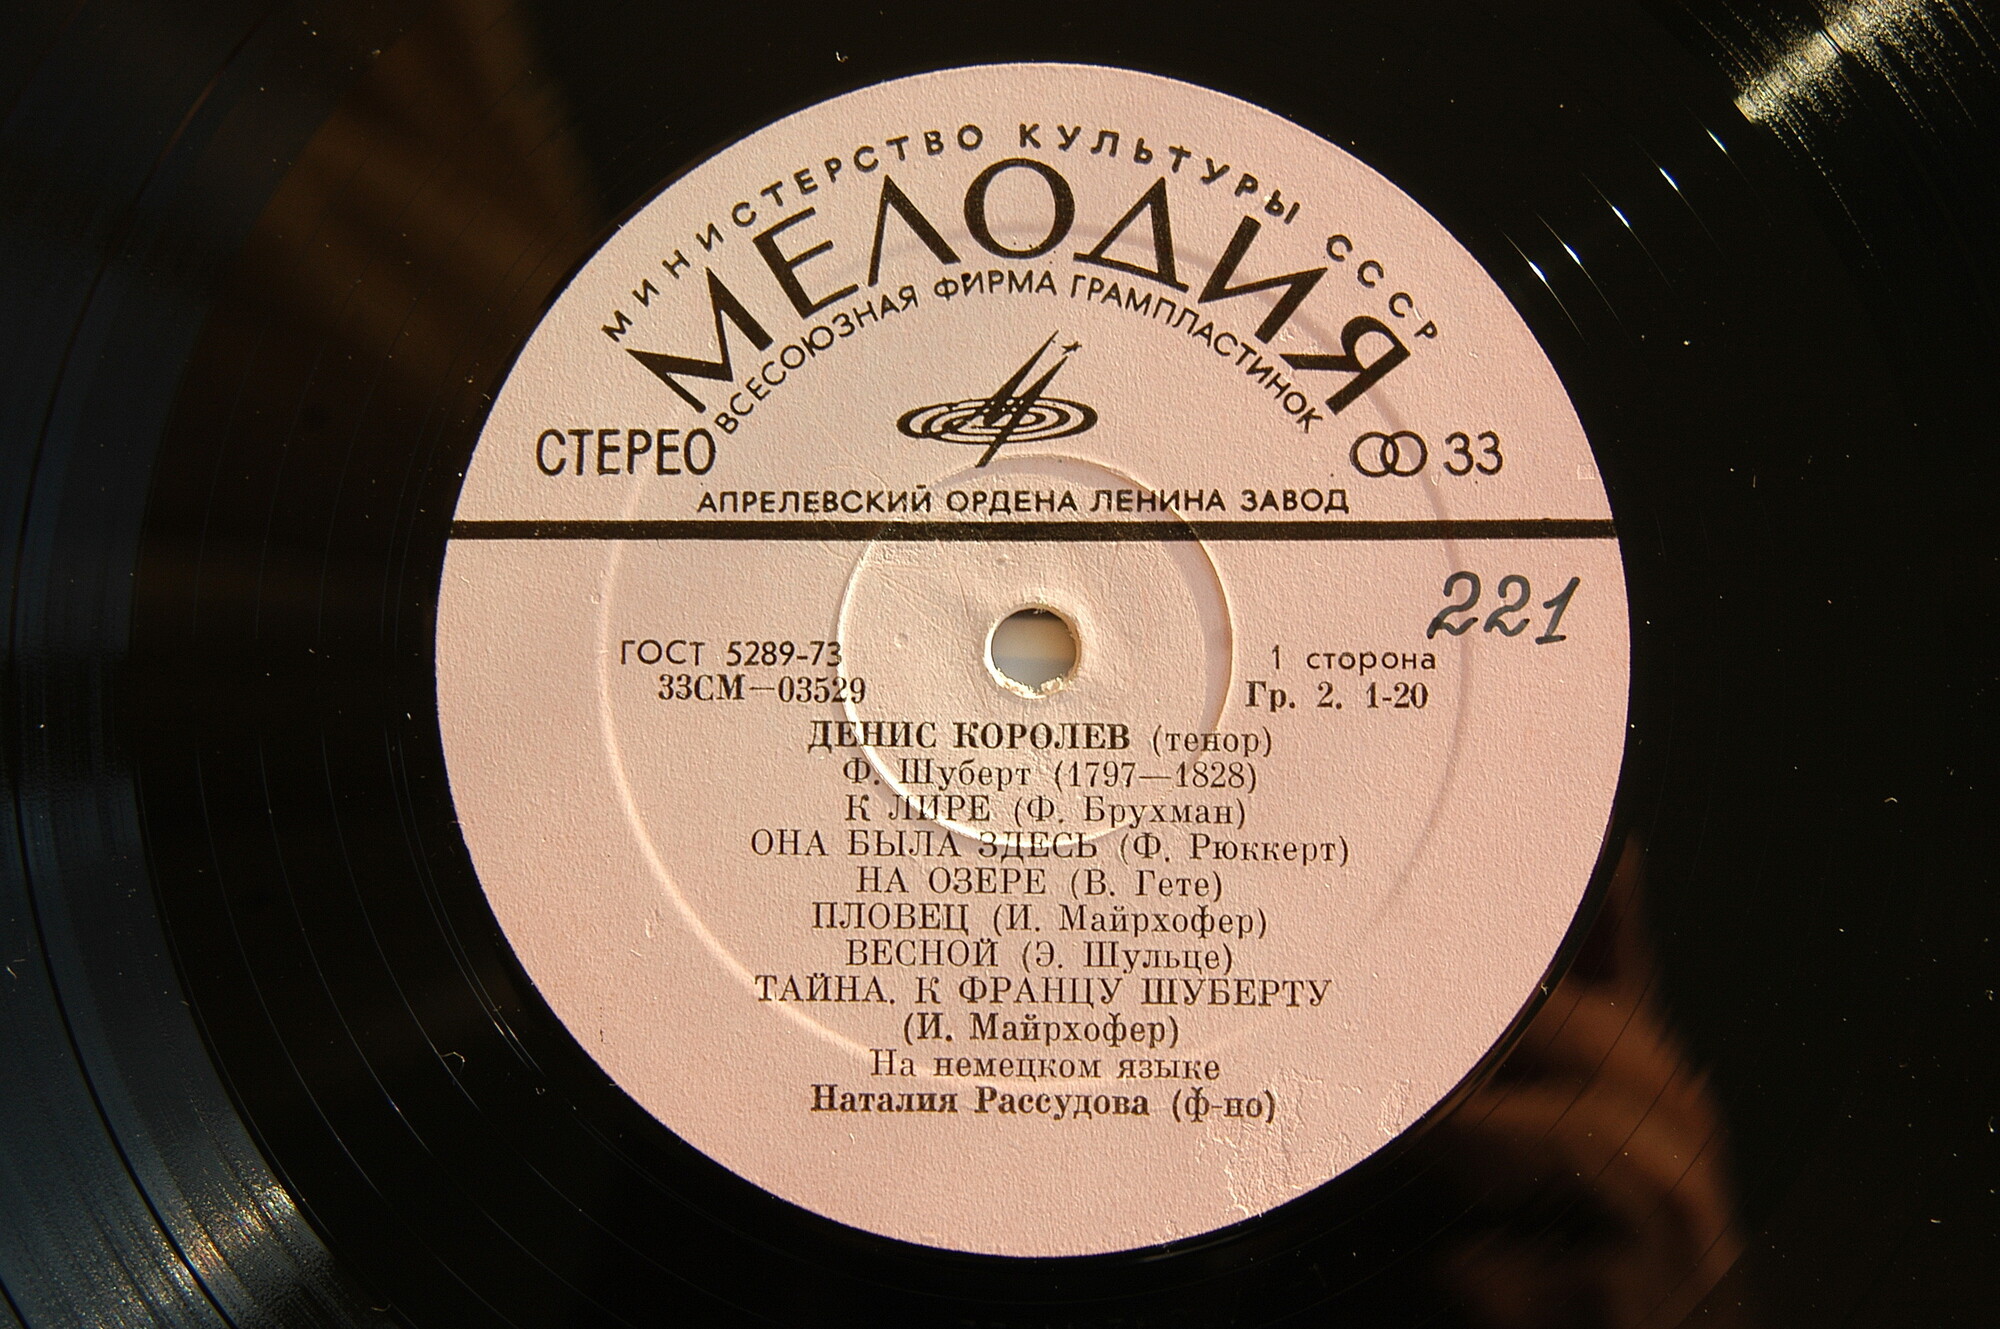 МИНИСТЕРСТВО КУЛЬТУРЫ СССР
МЕЛОДИЯ
ВСЕСОЮЗНАЯ ФИРМА ГРАМПЛАСТИНОК
СТЕРЕО
33
АПРЕЛЕВСКИЙ ОРДЕНА ЛЕНИНА ЗАВОД
221
ГОСТ 5289-73
1 сторона
33СМ—03529
Гр. 2. 1-20
ДЕНИС КОРОЛЕВ (тенор)
Ф. Шуберт (1797—1828)
К ЛИРЕ (Ф. Брухман)
ОНА БЫЛА ЗДЕСЬ (Ф. Рюккерт)
НА ОЗЕРЕ (В. Гете)
ПЛОВЕЦ (И. Майрхофер)
ВЕСНОЙ (Э. Шульце)
ТАЙНА. К ФРАНЦУ ШУБЕРТУ
(И. Майрхофер)
На немецком языке
Наталия Рассудова (ф-но)